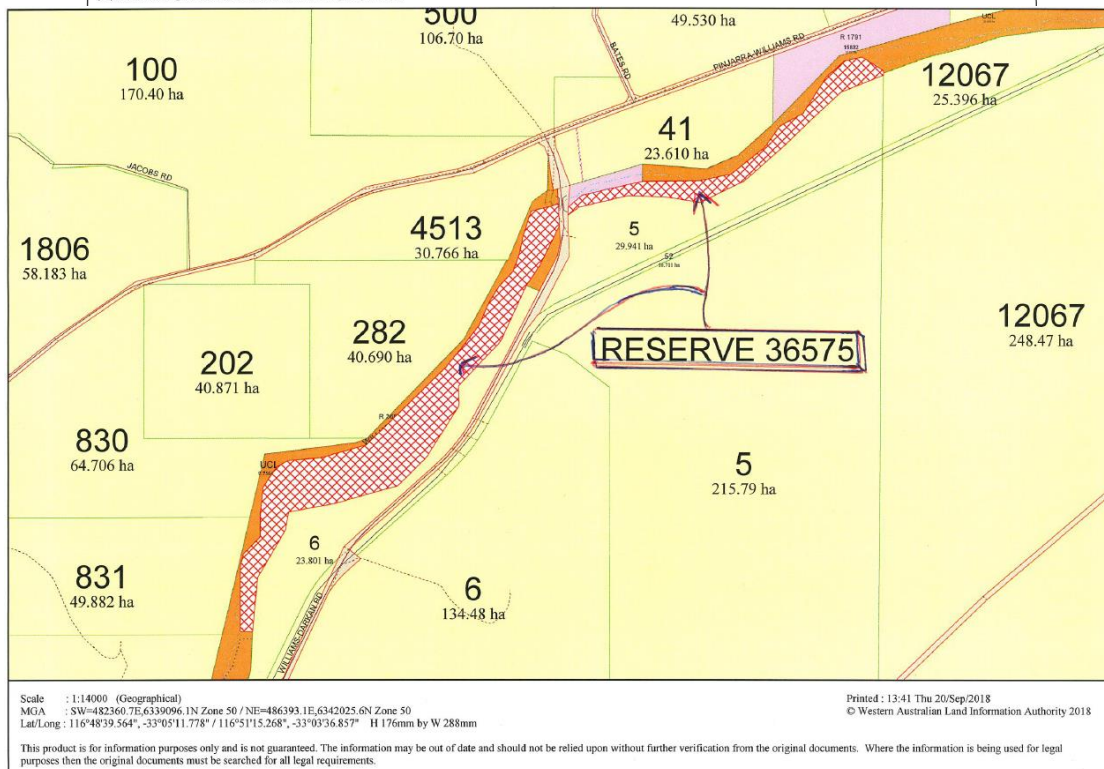 500
106.70 ha
49.530 ha
BATES RD
PINJARRA-WILLIAMS RD
R 1791
UCL
100
170.40 ha
12067
25.396 ha
41
23.610 ha
JACOBS RD
1806
58.183 ha
4513
30.766 ha
5
29.941 ha
52
12067
248.47 ha
282
40.690 ha
202
40.871 ha
RESERVE 36575
830
64.706 ha
UCL
5
215.79 ha
6
23.801 ha
831
49.882 ha
6
134.48 ha
WILLIAMS-DARKAN RD
Scale : 1:14000 (Geographical)
MGA : SW=482360.7E,6339096.1N Zone 50 / NE=486393.1E,6342025.6N Zone 50
Lat/Long : 116°48'39.564", -33°05'11.778" / 116°51'15.268", -33°03'36.857" H 176mm by W 288mm
Printed : 13:41 Thu 20/Sep/2018
© Western Australian Land Information Authority 2018
This product is for information purposes only and is not guaranteed. The information may be out of date and should not be relied upon without further verification from the original documents. Where the information is being used for legal
purposes then the original documents must be searched for all legal requirements.